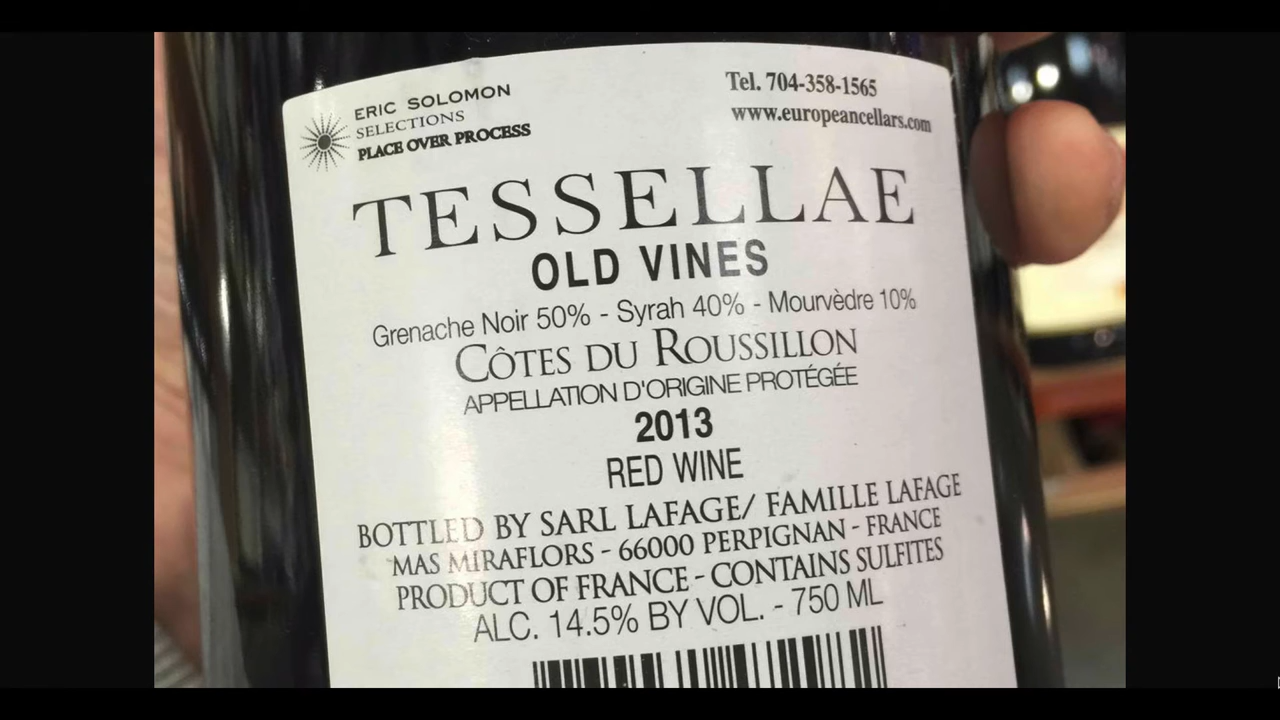 ERIC SOLOMON
SELECTIONS
PLACE OVER PROCESS
Tel. 704-358-1565
www.europeancellars.com
TESSELLAE
OLD VINES
Grenache Noir 50% - Syrah 40% - Mourvèdre 10%
CÔTES DU ROUSSILLON
APPELLATION D'ORIGINE PROTÉGÉE
2013
RED WINE
BOTTLED BY SARL LAFAGE/ FAMILLE LAFAGE
MAS MIRAFLORS - 66000 PERPIGNAN - FRANCE
PRODUCT OF FRANCE - CONTAINS SULFITES
ALC. 14.5% BY VOL. - 750 ML